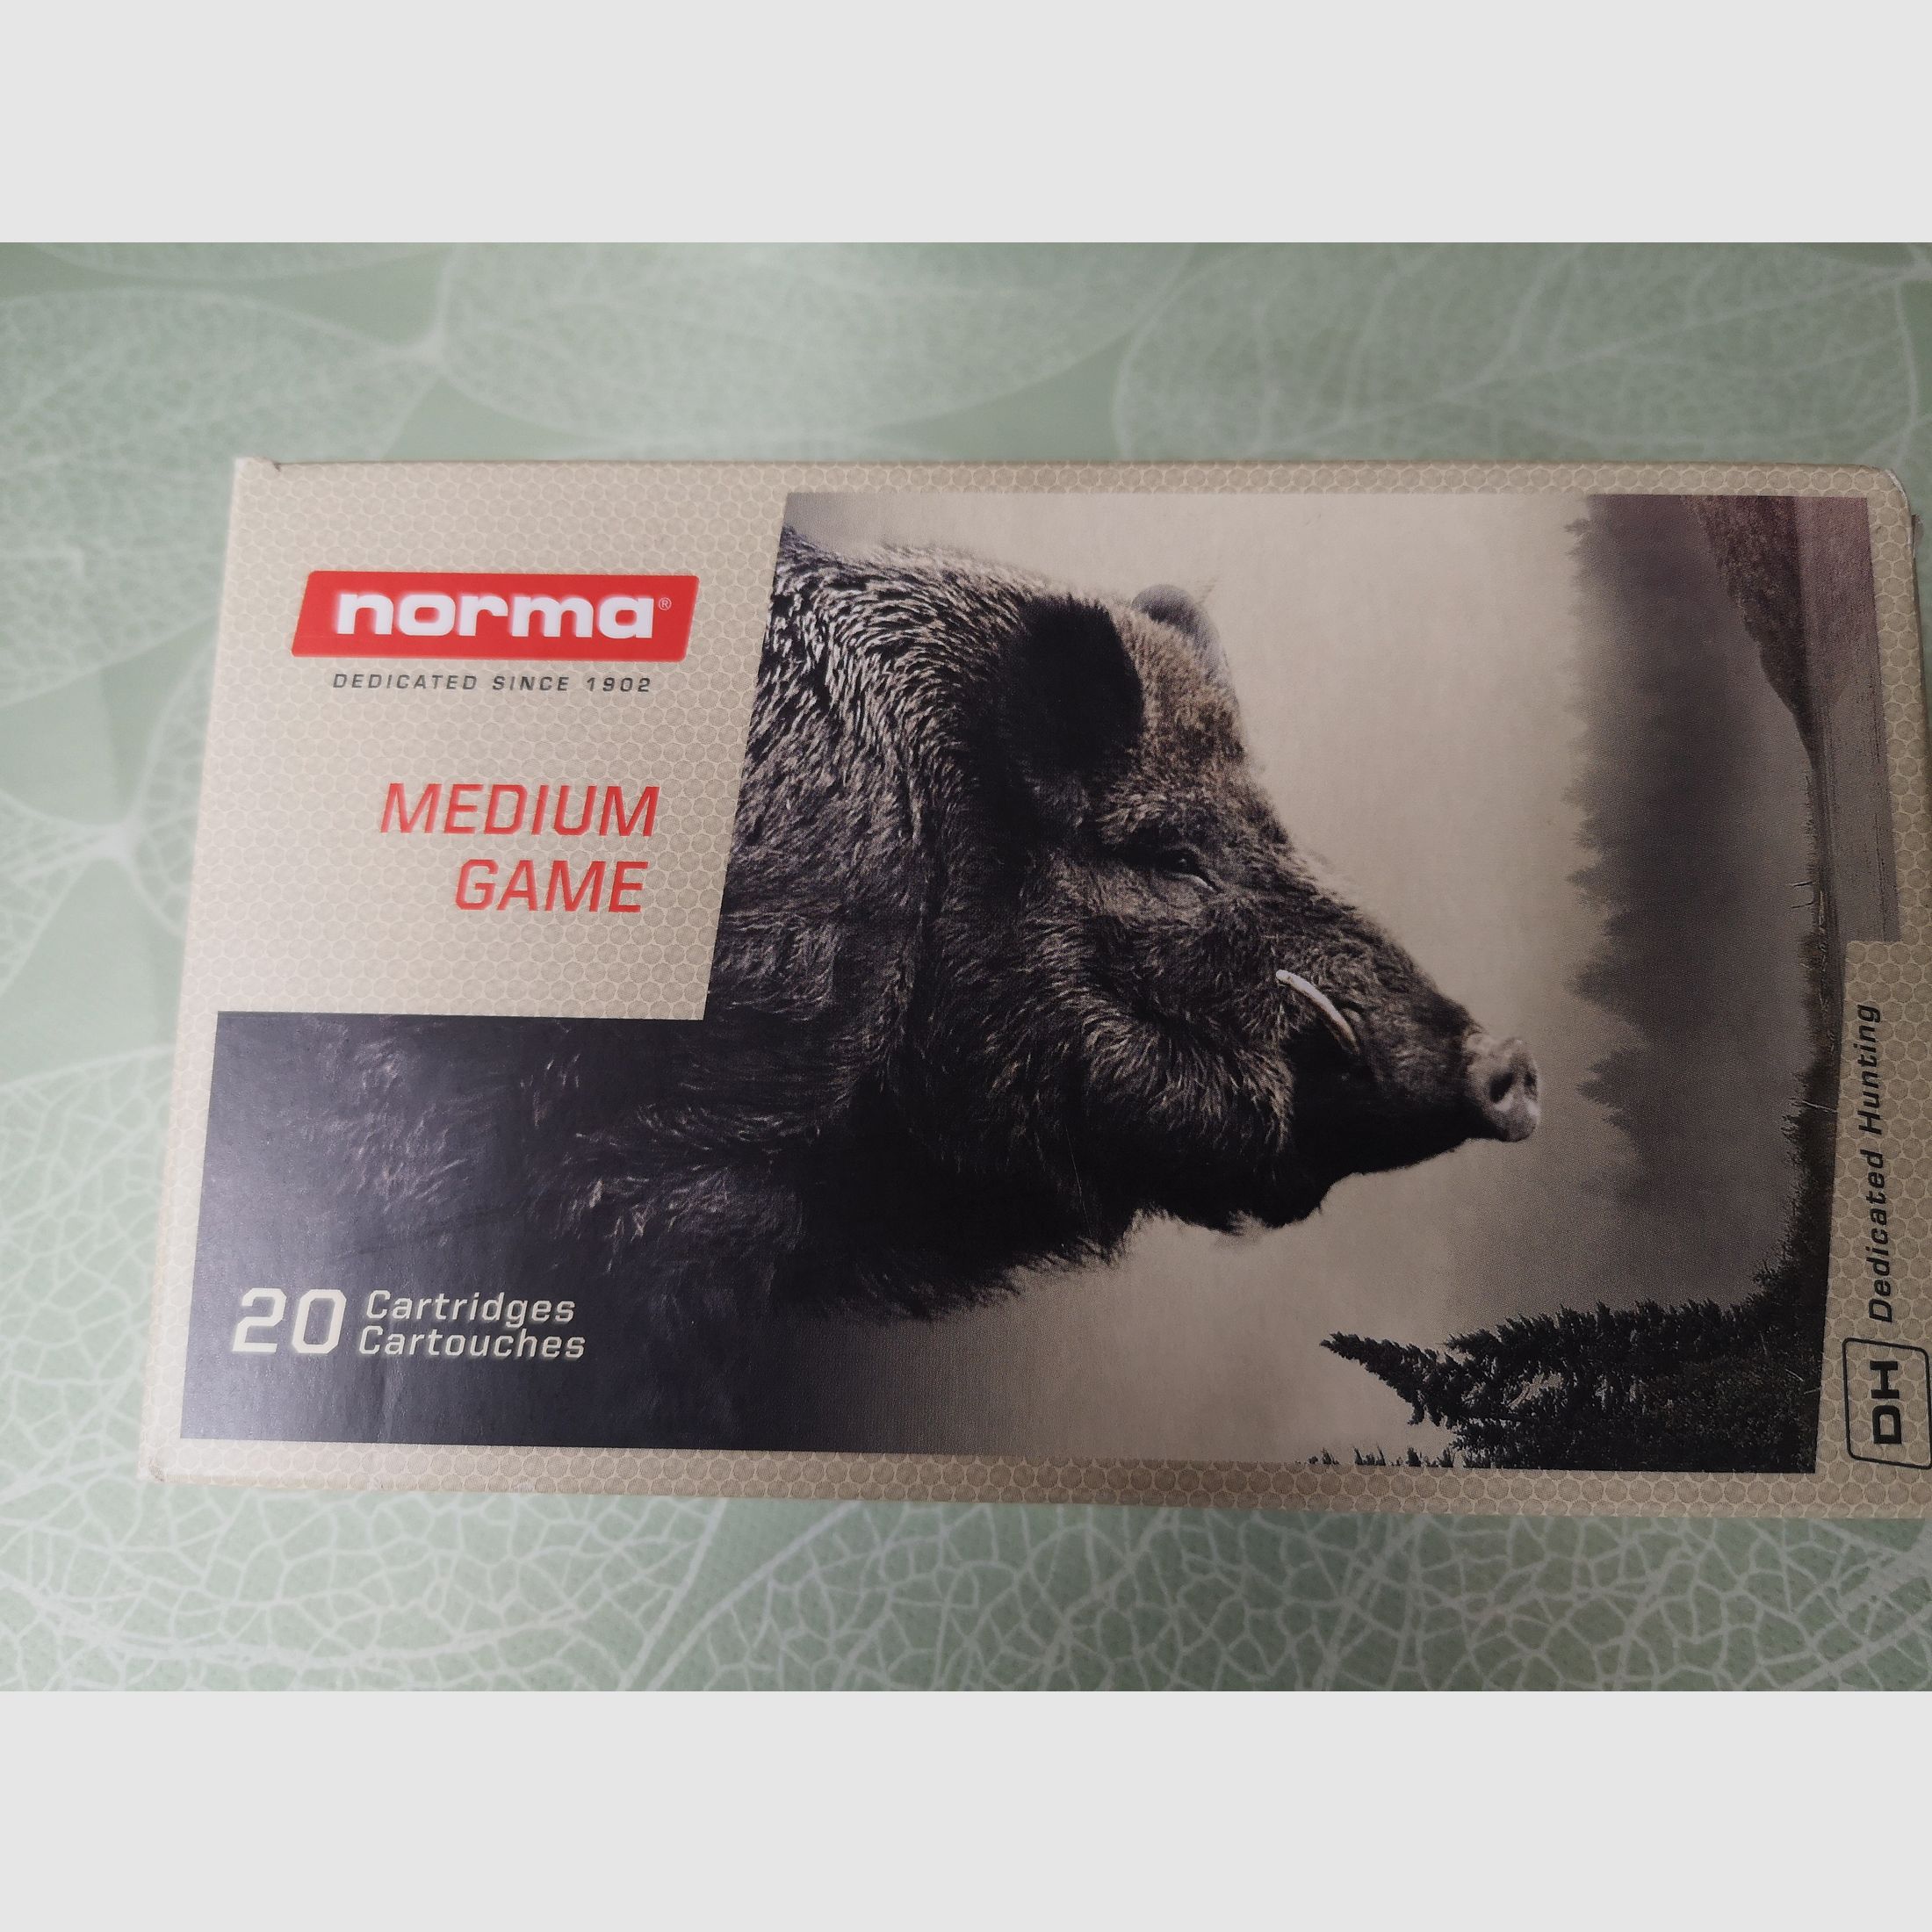 norma®
DEDICATED SINCE 1902
MEDIUM
GAME
20 Cartridges
Cartouches
DH Dedicated Hunting